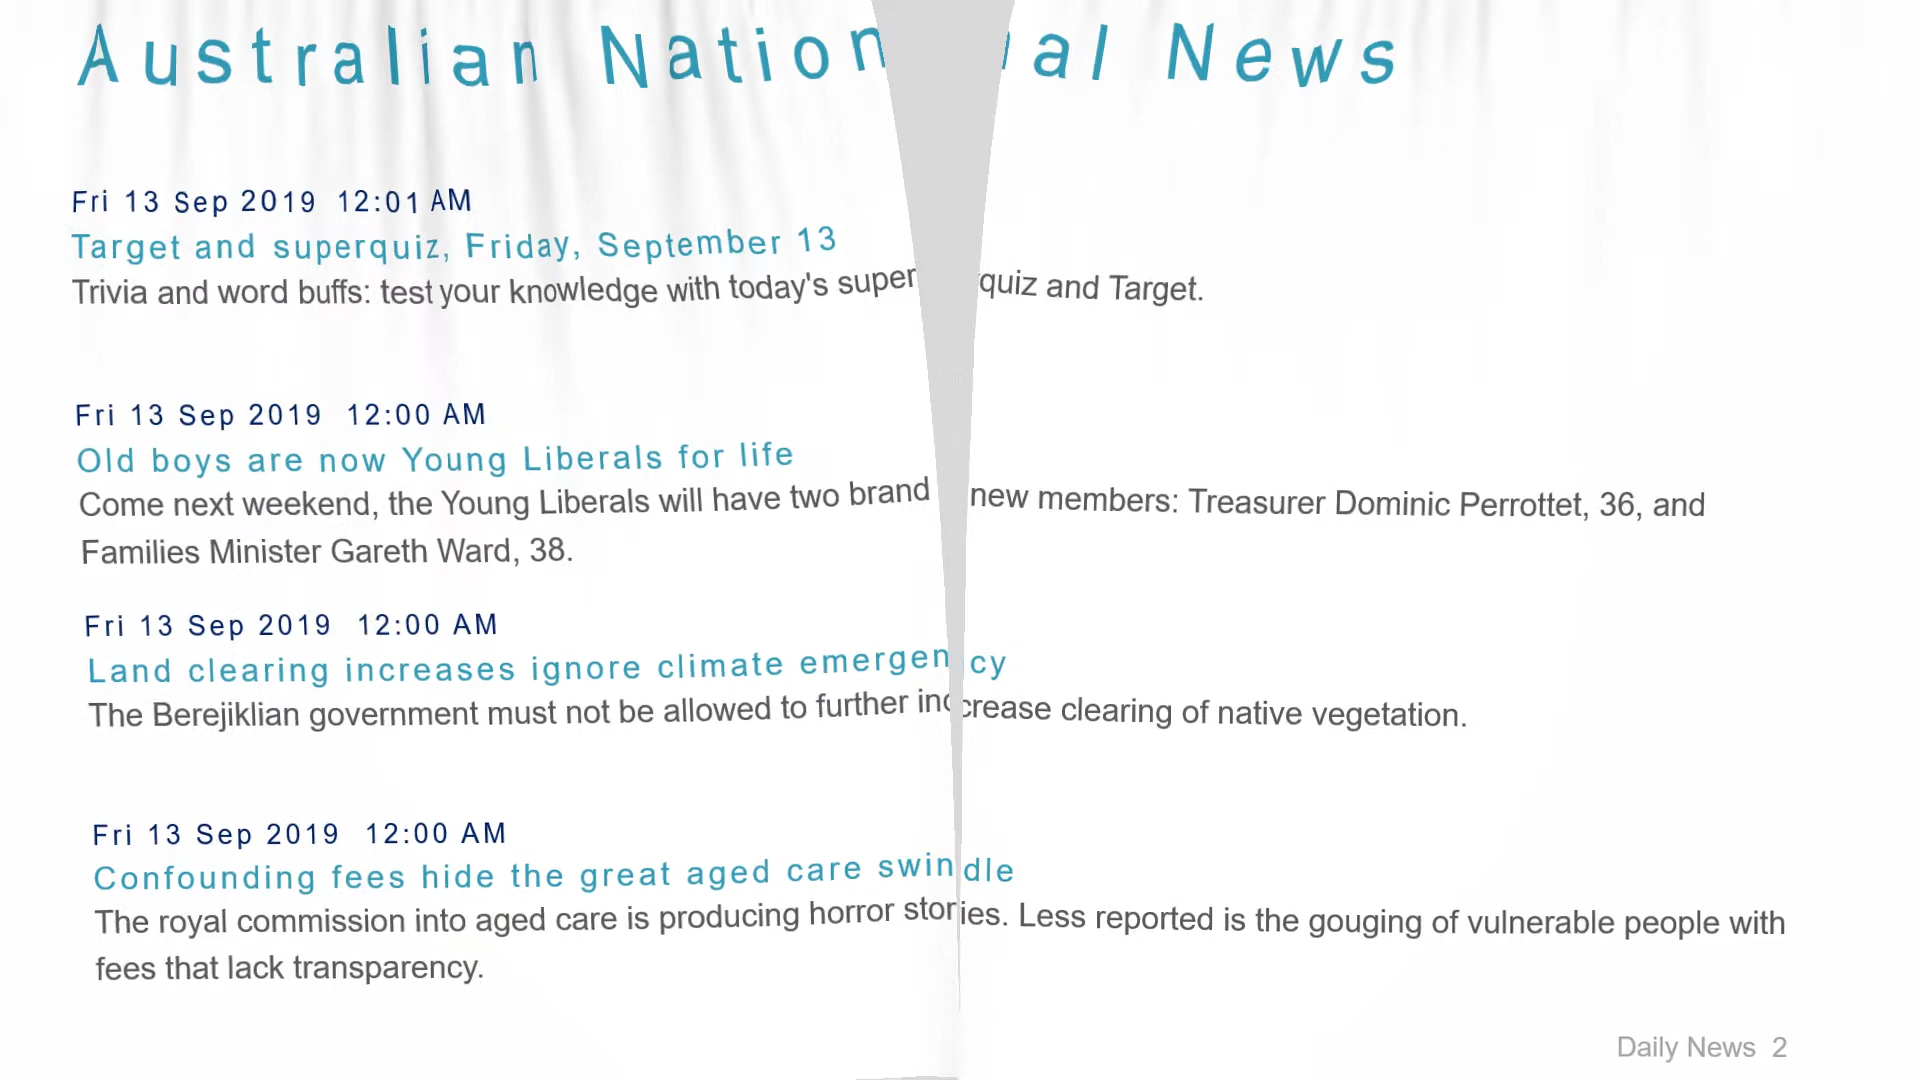 Australian National News
Fri 13 Sep 2019 12:01 AM
Target and superquiz, Friday, September 13
Trivia and word buffs: test your knowledge with today's superquiz and Target.
Fri 13 Sep 2019 12:00 AM
Old boys are now Young Liberals for life
Come next weekend, the Young Liberals will have two brand new members: Treasurer Dominic Perrottet, 36, and
Families Minister Gareth Ward, 38.
Fri 13 Sep 2019 12:00 AM
Land clearing increases ignore climate emergency
The Berejiklian government must not be allowed to further increase clearing of native vegetation.
Fri 13 Sep 2019 12:00 AM
Confounding fees hide the great aged care swindle
The royal commission into aged care is producing horror stories. Less reported is the gouging of vulnerable people with
fees that lack transparency.
Daily News 2